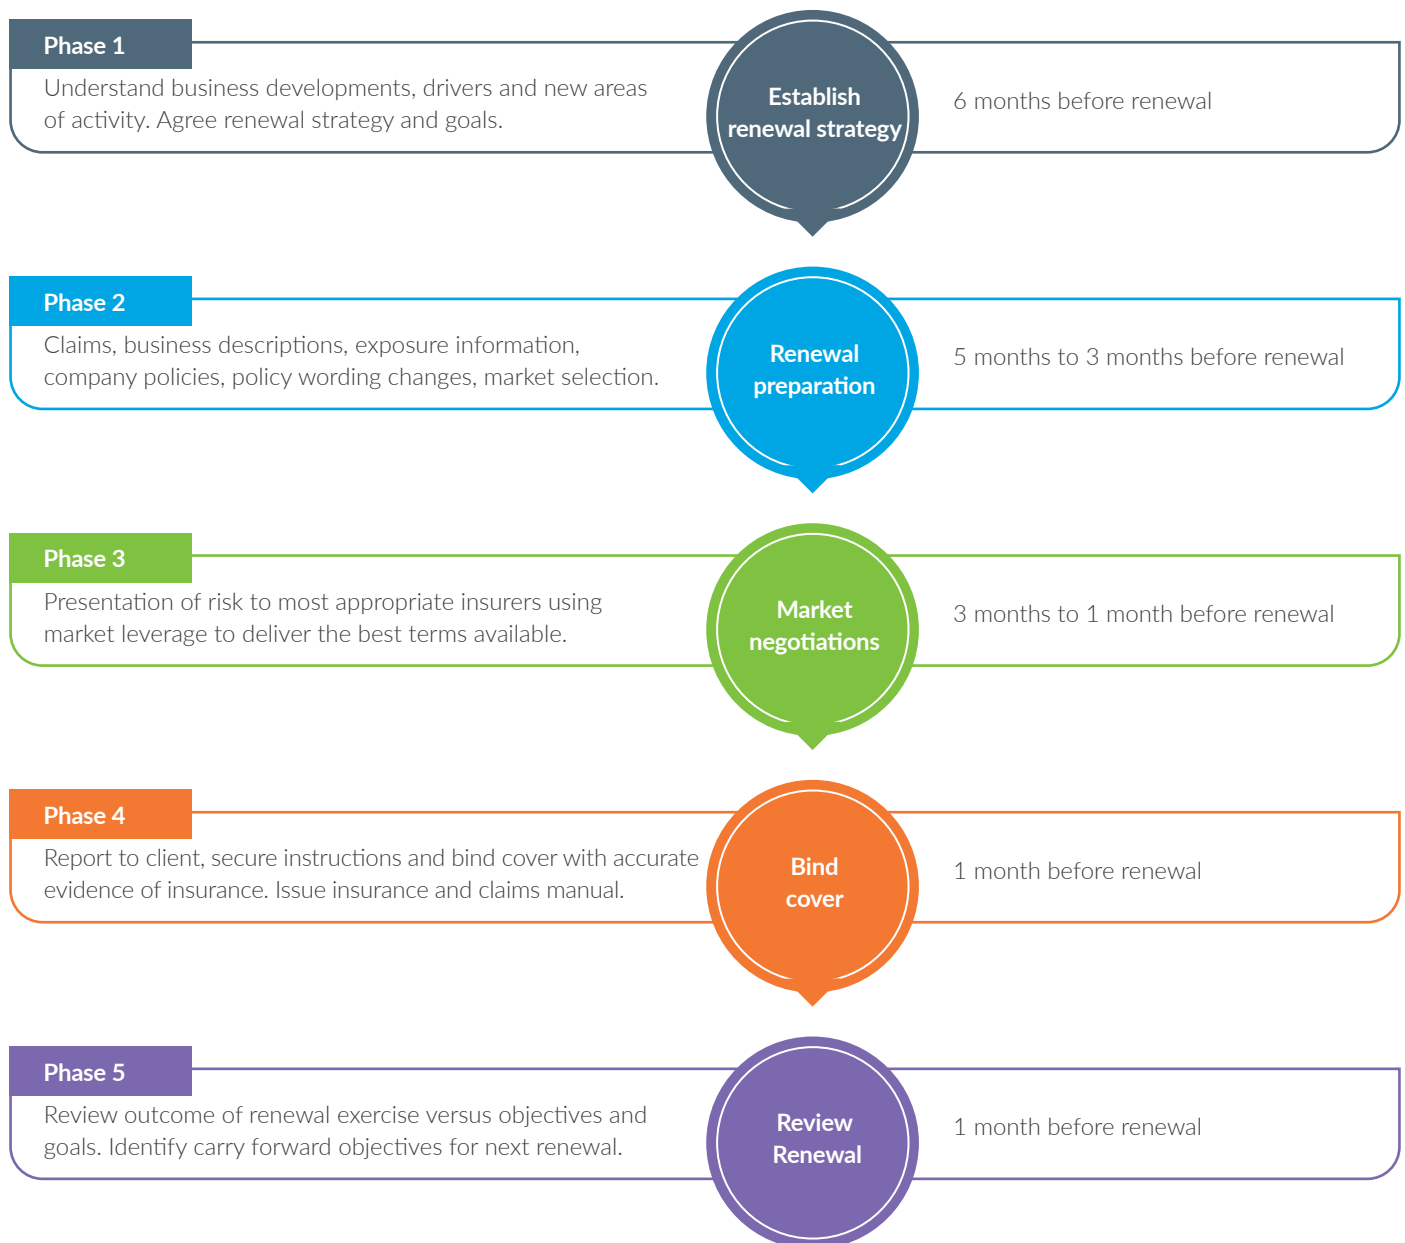 Phase 1
Understand business developments, drivers and new areas
of activity. Agree renewal strategy and goals.
Establish
renewal strategy
6 months before renewal
Phase 2
Claims, business descriptions, exposure information,
company policies, policy wording changes, market selection.
Renewal
preparation
5 months to 3 months before renewal
Phase 3
Presentation of risk to most appropriate insurers using
market leverage to deliver the best terms available.
Market
negotiations
3 months to 1 month before renewal
Phase 4
Report to client, secure instructions and bind cover with accurate
evidence of insurance. Issue insurance and claims manual.
Bind
cover
1 month before renewal
Phase 5
Review outcome of renewal exercise versus objectives and
goals. Identify carry forward objectives for next renewal.
Review
Renewal
1 month before renewal